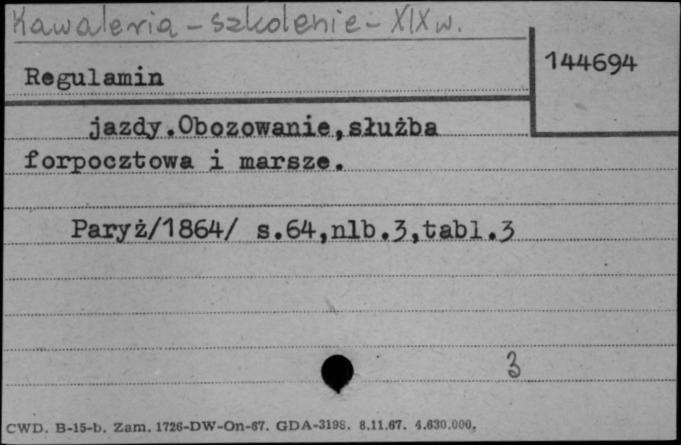 Kawaleria - szkolenie - XIX w.
144694
Regulamin
jazdy.Obozowanie,służba
forpocztowa i marsze.
Paryż/1864/ s.64,nlb.3,tabl.3
3
CWD. B-15-b. Zam. 1726-DW-On-67. GDA-3198. 8.11.67. 4.630.000.